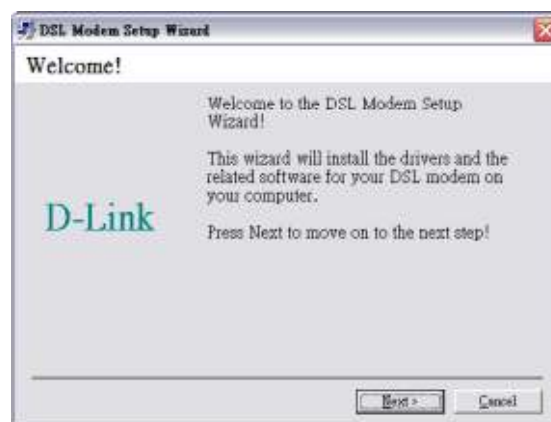 DSL Modem Setup Wizard
Welcome!
Welcome to the DSL Modem Setup
Wizard!
This wizard will install the drivers and the
related software for your DSL modem on
your computer.
Press Next to move on to the next step!
D-Link
Next >
Cancel